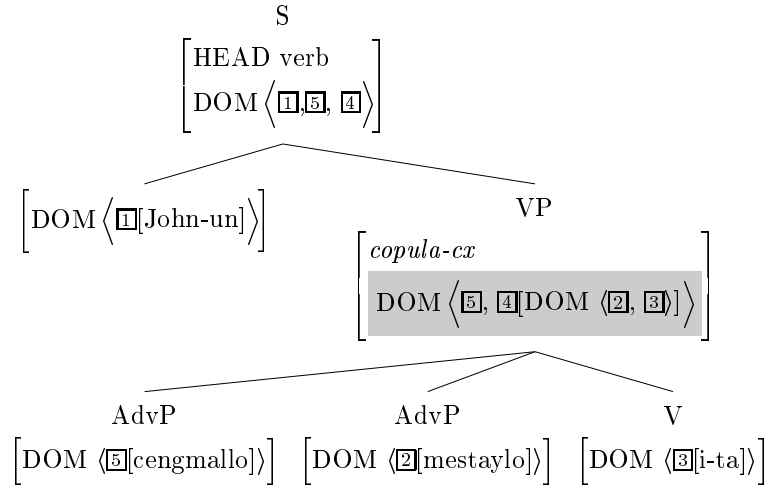 S
[HEAD verb
DOM ⟨[1],[5], [4]⟩]
[DOM ⟨[1][John-un]⟩]
VP
[copula-cx
DOM ⟨[5], [4][DOM ⟨[2], [3]⟩]⟩]
AdvP AdvP V
[DOM ⟨[5][cengmallo]⟩] [DOM ⟨[2][mestaylo]⟩] [DOM ⟨[3][i-ta]⟩]